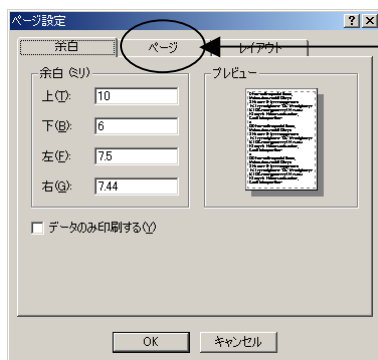 ページ設定
余白 ページ レイアウト
余白(ミリ)
上(T): 10
下(B): 6
左(F): 7.5
右(G): 7.44
プレビュー
データのみ印刷する(Y)
OK キャンセル